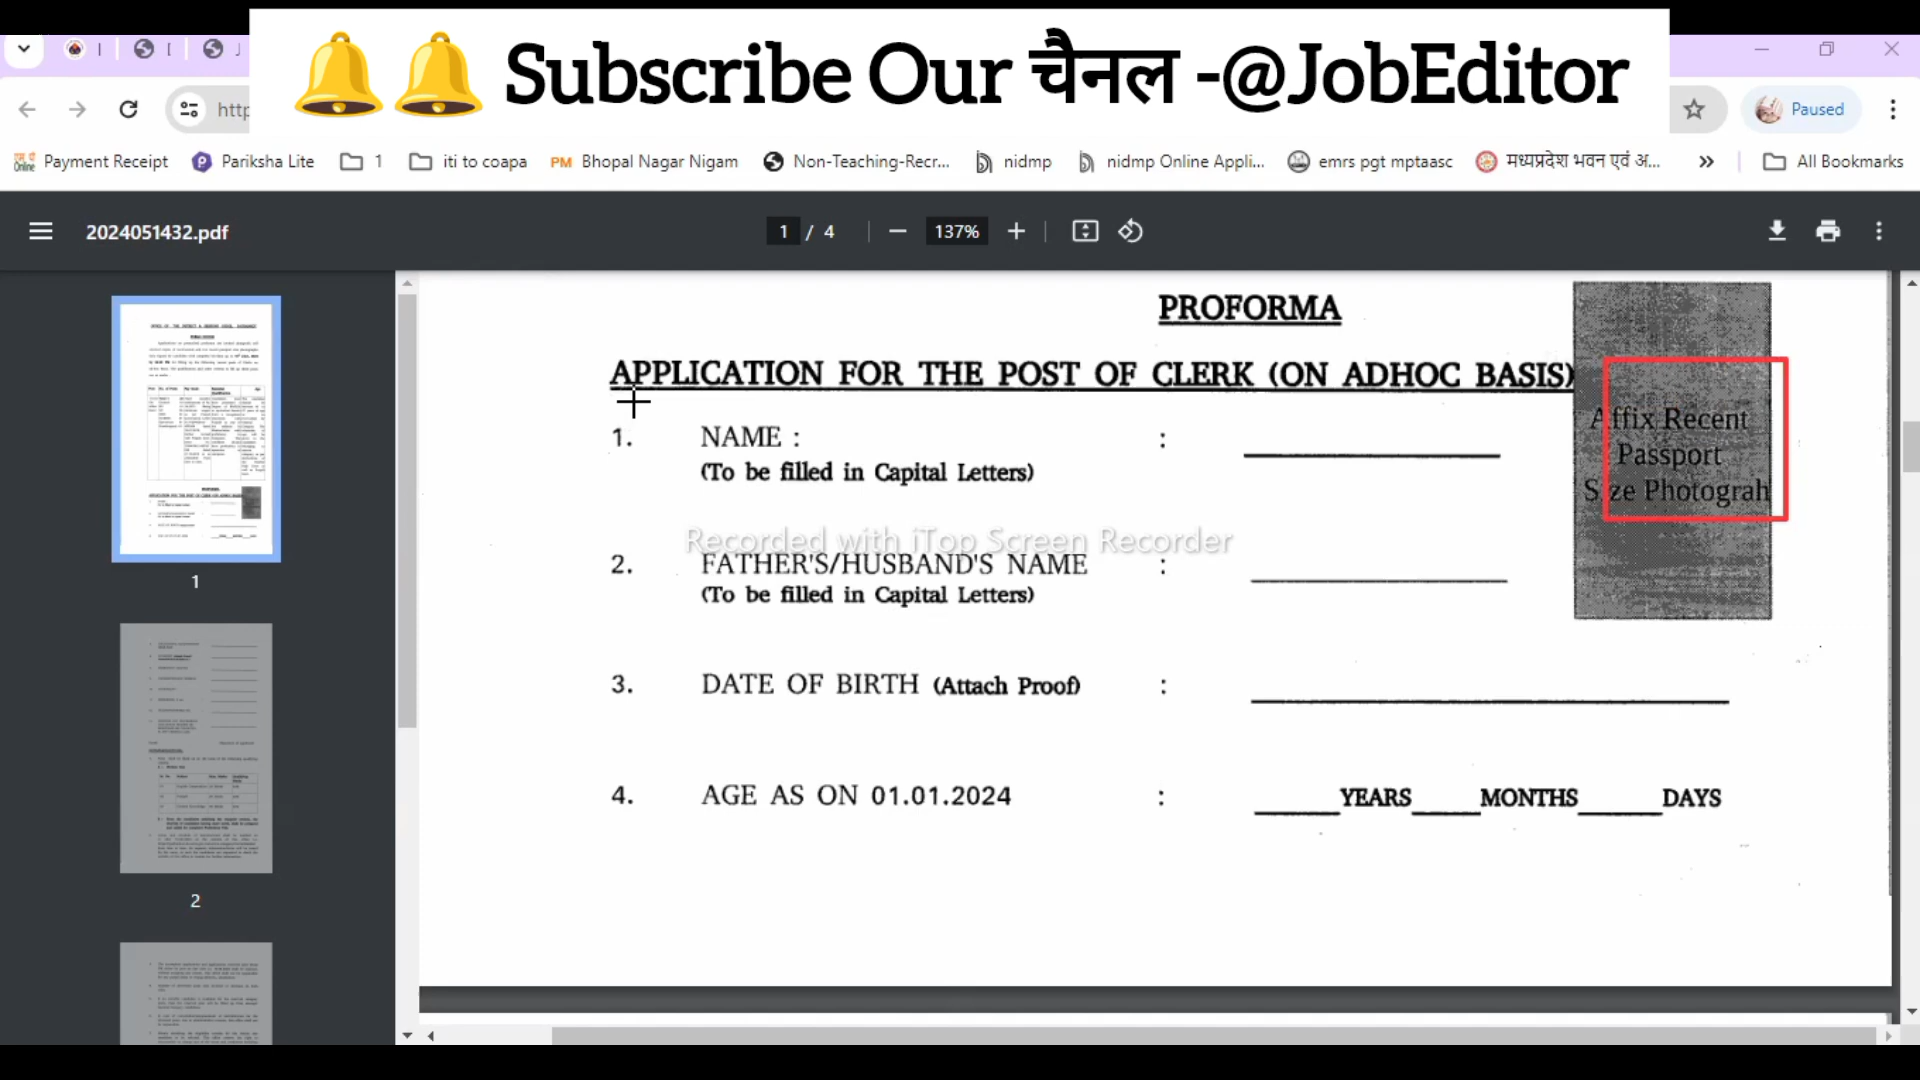 🔔🔔 Subscribe Our चैनल -@JobEditor
http
Paused
Payment Receipt
Pariksha Lite
1
iti to coapa
PM Bhopal Nagar Nigam
Non-Teaching-Recr...
nidmp
nidmp Online Appli...
emrs pgt mptaasc
मध्यप्रदेश भवन एवं अ...
All Bookmarks
2024051432.pdf
1 / 4
137%
PROFORMA
APPLICATION FOR THE POST OF CLERK (ON ADHOC BASIS)
Affix Recent
Passport
Size Photograh
1. NAME : : 
(To be filled in Capital Letters)
Recorded with iTop Screen Recorder
2. FATHER'S/HUSBAND'S NAME :
(To be filled in Capital Letters)
3. DATE OF BIRTH (Attach Proof) :
4. AGE AS ON 01.01.2024 : ______YEARS_____MONTHS______DAYS
1
2